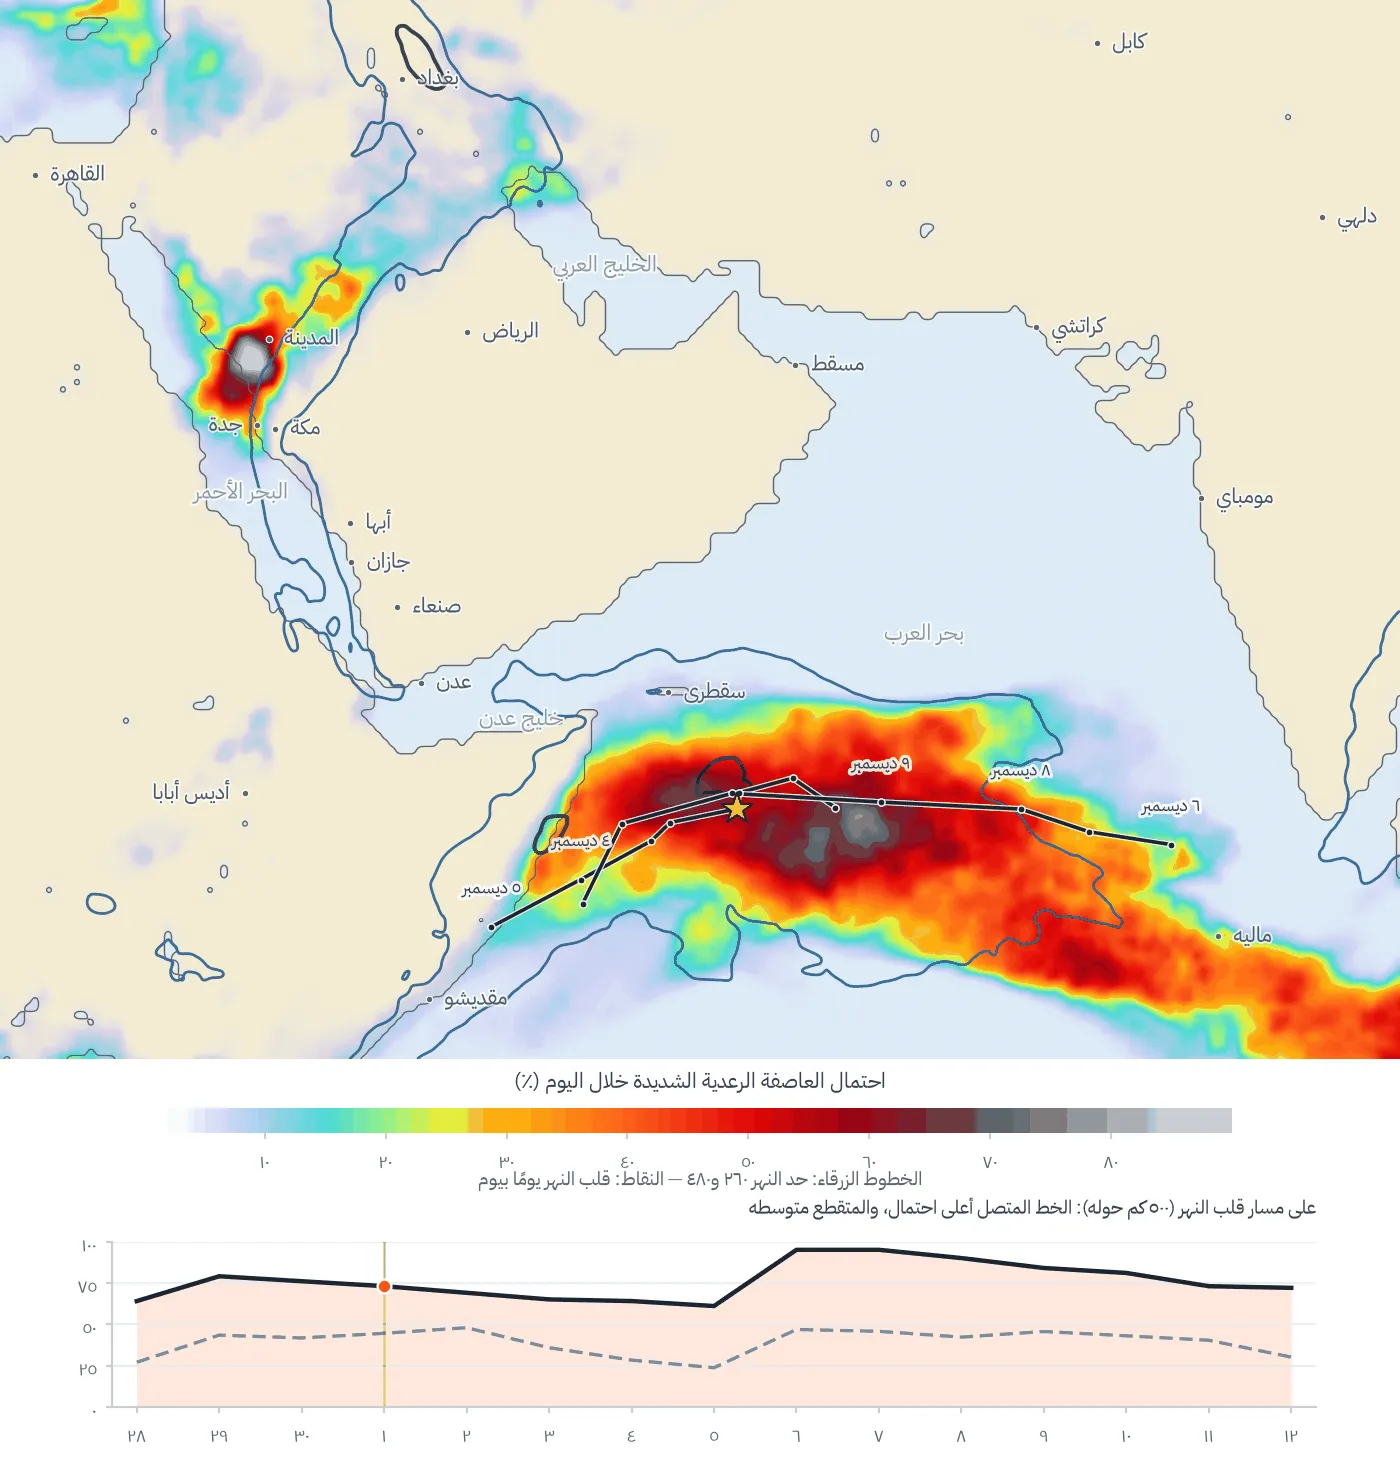 كابل
بغداد
القاهرة
دلهي
الخليج العربي
الرياض
المدينة
كراتشي
مسقط
جدة
مكة
البحر الأحمر
مومباي
أبها
جازان
صنعاء
بحر العرب
عدن
سقطرى
خليج عدن
٩ ديسمبر
٨ ديسمبر
أديس أبابا
٦ ديسمبر
٤ ديسمبر
٥ ديسمبر
ماليه
مقديشو
احتمال العاصفة الرعدية الشديدة خلال اليوم (٪)
١٠ ٢٠ ٣٠ ٤٠ ٥٠ ٦٠ ٧٠ ٨٠
الخطوط الزرقاء: حد النهر ٢٦٠ و٤٨٠ — النقاط: قلب النهر يومًا بيوم
على مسار قلب النهر (٥٠٠ كم حوله): الخط المتصل أعلى احتمال، والمتقطع متوسطه
١٠٠
٧٥
٥٠
٢٥
٠
٢٨ ٢٩ ٣٠ ١ ٢ ٣ ٤ ٥ ٦ ٧ ٨ ٩ ١٠ ١١ ١٢